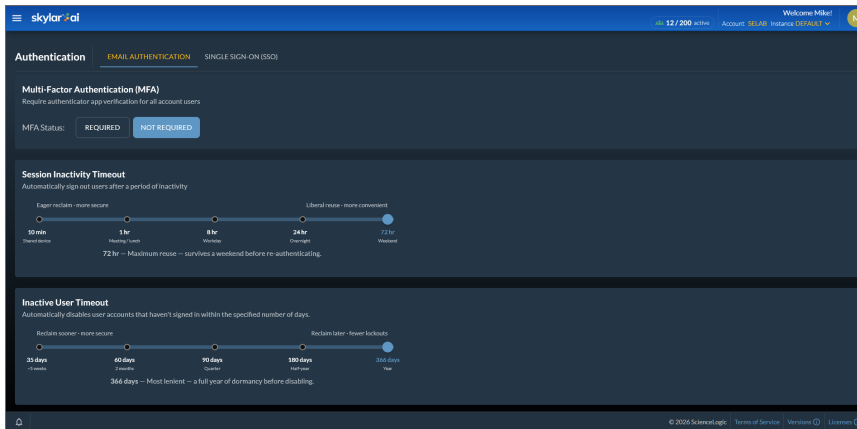 skylar ai
Welcome Mike!
12 / 200 active
Account SELAB Instance DEFAULT
Authentication
EMAIL AUTHENTICATION
SINGLE SIGN-ON (SSO)
Multi-Factor Authentication (MFA)
Require authenticator app verification for all account users
MFA Status:
REQUIRED
NOT REQUIRED
Session Inactivity Timeout
Automatically sign out users after a period of inactivity
Eager reclaim - more secure
Liberal reuse - more convenient
10 min
1 hr
8 hr
24 hr
72 hr
Shared device
Meeting / lunch
Workday
Overnight
Weekend
72 hr — Maximum reuse — survives a weekend before re-authenticating.
Inactive User Timeout
Automatically disables user accounts that haven't signed in within the specified number of days.
Reclaim sooner - more secure
Reclaim later - fewer lockouts
35 days
60 days
90 days
180 days
366 days
~5 weeks
2 months
Quarter
Half-year
Year
366 days — Most lenient — a full year of dormancy before disabling.
© 2026 ScienceLogic
Terms of Service
Versions
Licenses